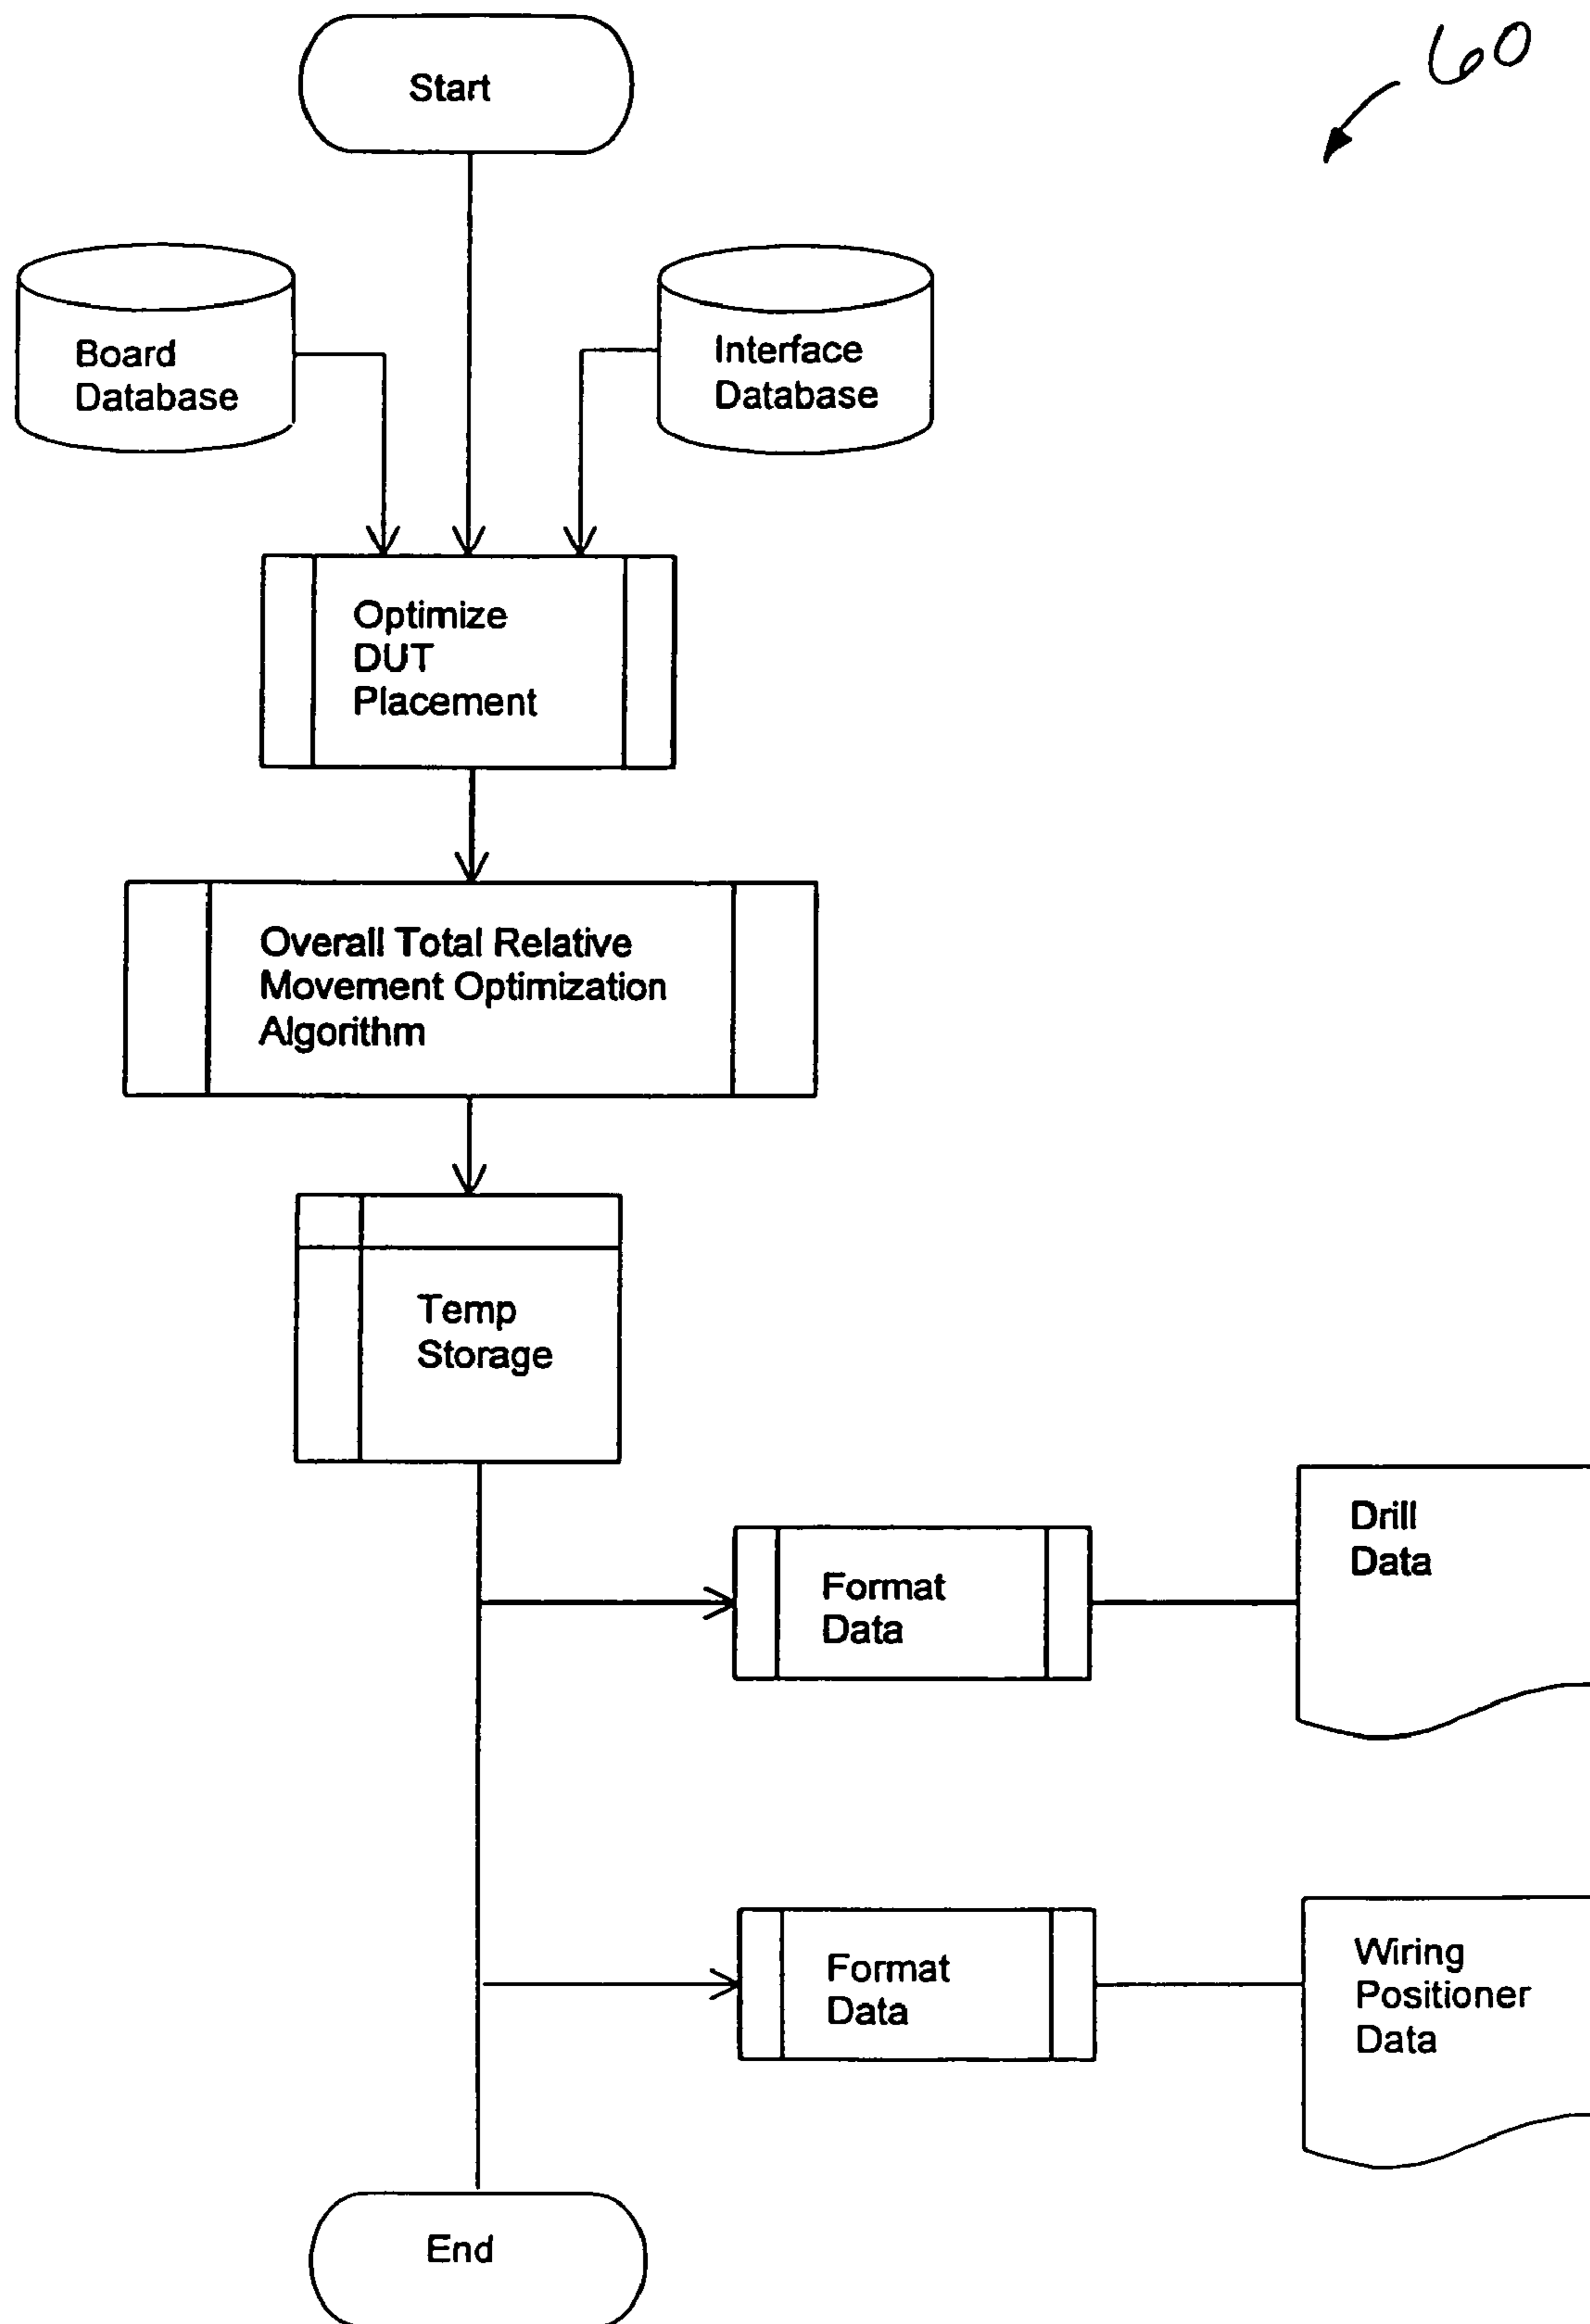 60
Start
Board
Database
Interface
Database
Optimize
DUT
Placement
Overall Total Relative
Movement Optimization
Algorithm
Temp
Storage
Format
Data
Drill
Data
Format
Data
Wiring
Positioner
Data
End